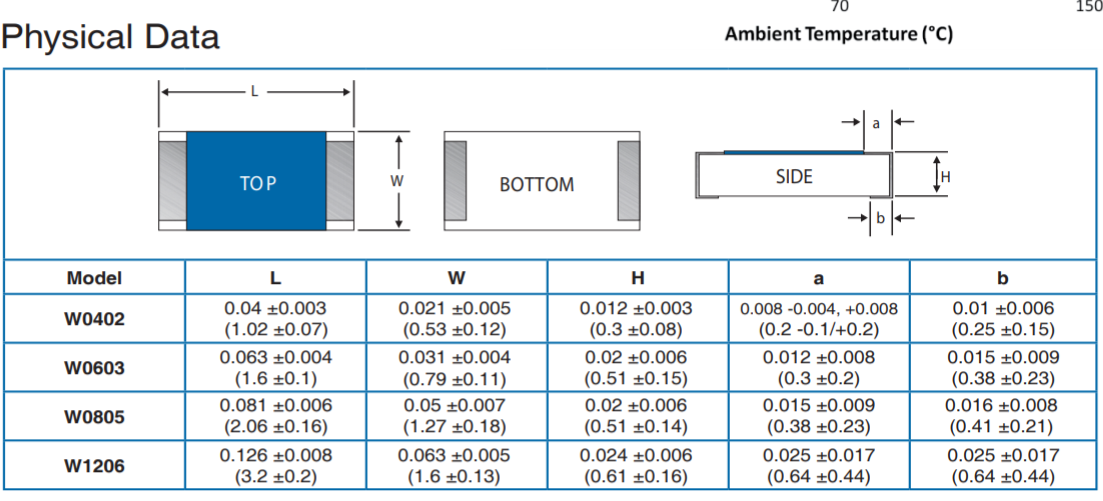 70 150
Ambient Temperature (°C)
Physical Data
L
TOP
W
BOTTOM
a
SIDE
H
b
Model L W H a b
W0402 0.04 ±0.003 0.021 ±0.005 0.012 ±0.003 0.008 -0.004, +0.008 0.01 ±0.006
(1.02 ±0.07) (0.53 ±0.12) (0.3 ±0.08) (0.2 -0.1/+0.2) (0.25 ±0.15)
W0603 0.063 ±0.004 0.031 ±0.004 0.02 ±0.006 0.012 ±0.008 0.015 ±0.009
(1.6 ±0.1) (0.79 ±0.11) (0.51 ±0.15) (0.3 ±0.2) (0.38 ±0.23)
W0805 0.081 ±0.006 0.05 ±0.007 0.02 ±0.006 0.015 ±0.009 0.016 ±0.008
(2.06 ±0.16) (1.27 ±0.18) (0.51 ±0.14) (0.38 ±0.23) (0.41 ±0.21)
W1206 0.126 ±0.008 0.063 ±0.005 0.024 ±0.006 0.025 ±0.017 0.025 ±0.017
(3.2 ±0.2) (1.6 ±0.13) (0.61 ±0.16) (0.64 ±0.44) (0.64 ±0.44)